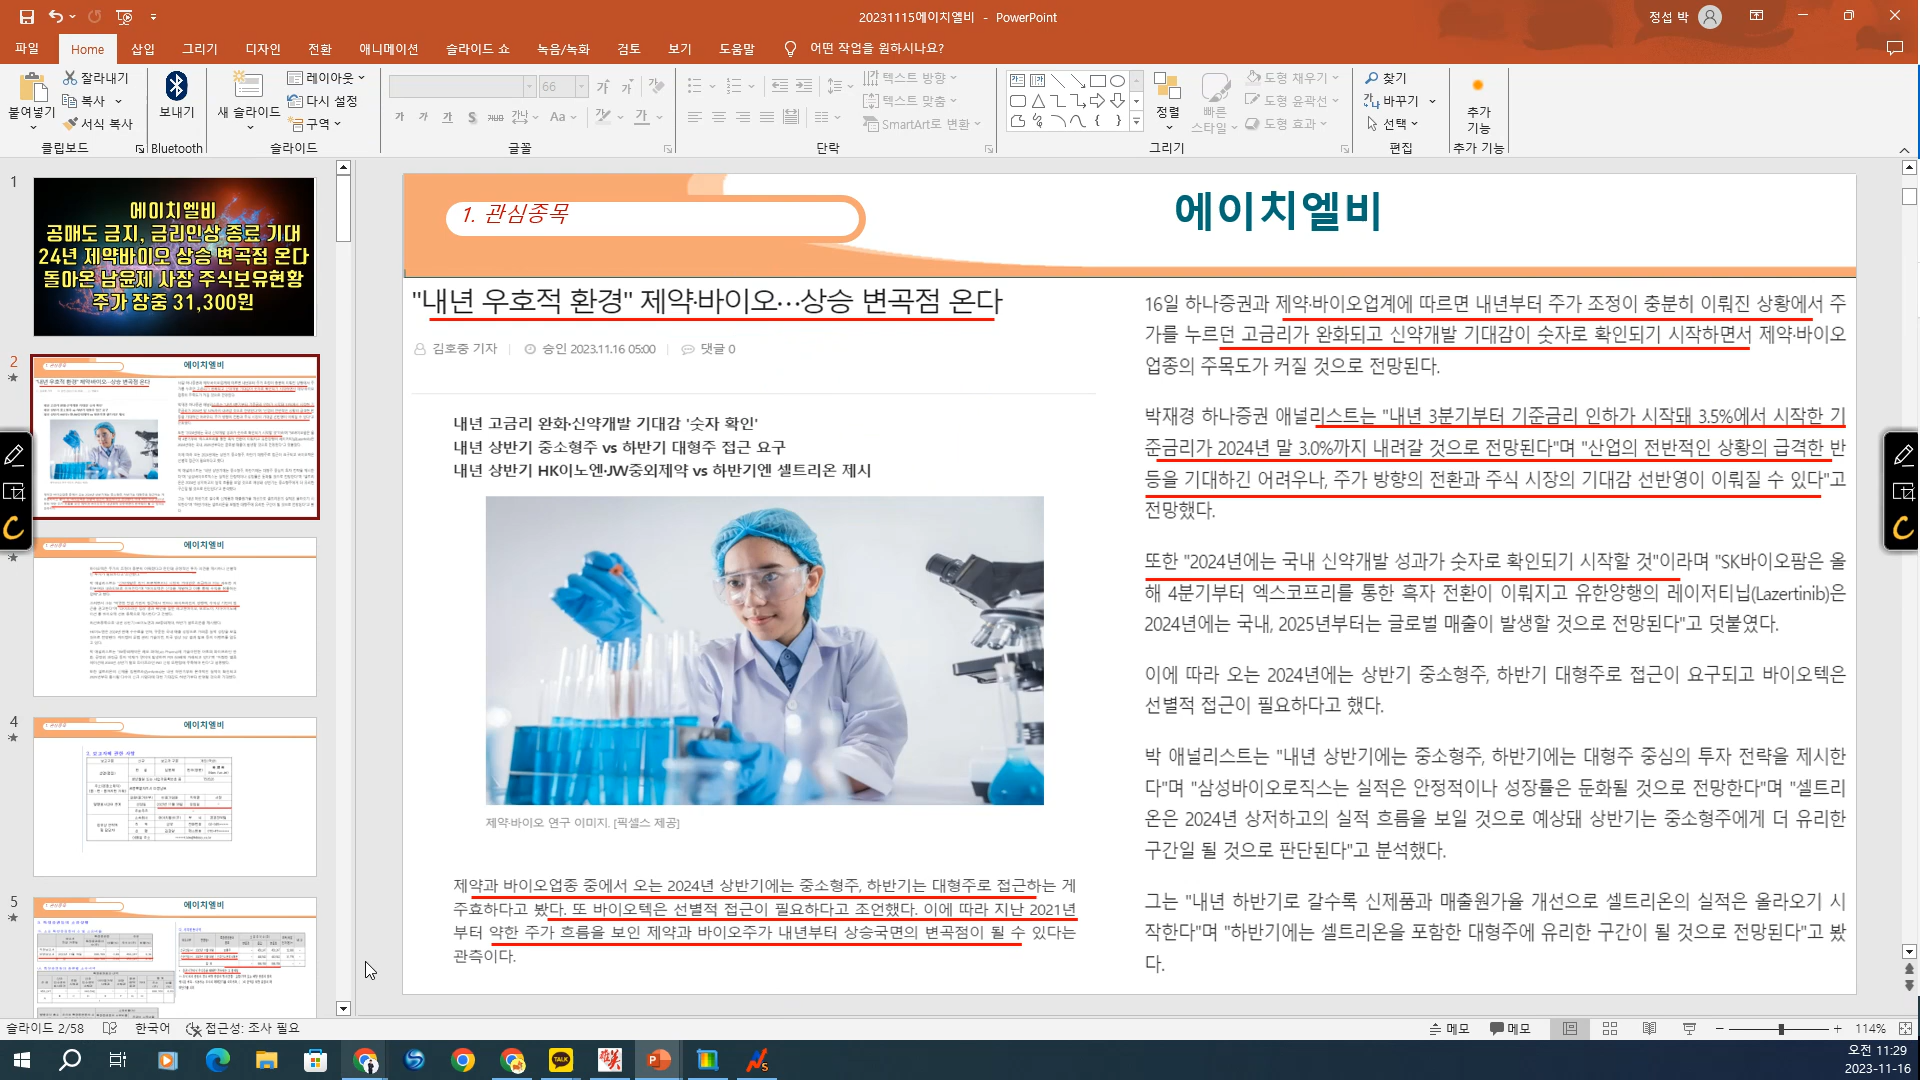 20231115에이치엘비 - PowerPoint
정섭 박
파일 Home 삽입 그리기 디자인 전환 애니메이션 슬라이드 쇼 녹음/녹화 검토 보기 도움말 어떤 작업을 원하시나요?
붙여넣기
잘라내기
복사
서식 복사
클립보드
보내기
Bluetooth
새 슬라이드
레이아웃
다시 설정
구역
슬라이드
66
글꼴
텍스트 방향
텍스트 맞춤
SmartArt로 변환
단락
정렬
빠른 스타일
도형 채우기
도형 윤곽선
도형 효과
그리기
찾기
바꾸기
선택
편집
추가 기능
추가 기능
1
에이치엘비
공매도 금지, 금리인상 종료 기대
24년 제약바이오 상승 변곡점 온다
돌아온 남윤제 사장 주식보유현황
주가 장중 31,300원
2
에이치엘비
에이치엘비
4
에이치엘비
5
에이치엘비
1. 관심종목
에이치엘비
"내년 우호적 환경" 제약·바이오…상승 변곡점 온다
김호중 기자 | 승인 2023.11.16 05:00 | 댓글 0
내년 고금리 완화·신약개발 기대감 '숫자 확인'
내년 상반기 중소형주 vs 하반기 대형주 접근 요구
내년 상반기 HK이노엔·JW중외제약 vs 하반기엔 셀트리온 제시
제약·바이오 연구 이미지. [픽셀스 제공]
제약과 바이오업종 중에서 오는 2024년 상반기에는 중소형주, 하반기는 대형주로 접근하는 게
주효하다고 봤다. 또 바이오텍은 선별적 접근이 필요하다고 조언했다. 이에 따라 지난 2021년
부터 약한 주가 흐름을 보인 제약과 바이오주가 내년부터 상승국면의 변곡점이 될 수 있다는
관측이다.
16일 하나증권과 제약·바이오업계에 따르면 내년부터 주가 조정이 충분히 이뤄진 상황에서 주
가를 누르던 고금리가 완화되고 신약개발 기대감이 숫자로 확인되기 시작하면서 제약·바이오
업종의 주목도가 커질 것으로 전망된다.
박재경 하나증권 애널리스트는 "내년 3분기부터 기준금리 인하가 시작돼 3.5%에서 시작한 기
준금리가 2024년 말 3.0%까지 내려갈 것으로 전망된다"며 "산업의 전반적인 상황의 급격한 반
등을 기대하긴 어려우나, 주가 방향의 전환과 주식 시장의 기대감 선반영이 이뤄질 수 있다"고
전망했다.
또한 "2024년에는 국내 신약개발 성과가 숫자로 확인되기 시작할 것"이라며 "SK바이오팜은 올
해 4분기부터 엑스코프리를 통한 흑자 전환이 이뤄지고 유한양행의 레이저티닙(Lazertinib)은
2024년에는 국내, 2025년부터는 글로벌 매출이 발생할 것으로 전망된다"고 덧붙였다.
이에 따라 오는 2024년에는 상반기 중소형주, 하반기 대형주로 접근이 요구되고 바이오텍은
선별적 접근이 필요하다고 했다.
박 애널리스트는 "내년 상반기에는 중소형주, 하반기에는 대형주 중심의 투자 전략을 제시한
다"며 "삼성바이오로직스는 실적은 안정적이나 성장률은 둔화될 것으로 전망한다"며 "셀트리
온은 2024년 상저하고의 실적 흐름을 보일 것으로 예상돼 상반기는 중소형주에게 더 유리한
구간일 될 것으로 판단된다"고 분석했다.
그는 "내년 하반기로 갈수록 신제품과 매출원가율 개선으로 셀트리온의 실적은 올라오기 시
작한다"며 "하반기에는 셀트리온을 포함한 대형주에 유리한 구간이 될 것으로 전망된다"고 봤
다.
슬라이드 2/58 한국어 접근성: 조사 필요
메모 메모 114%
TALK
오전 11:29
2023-11-16